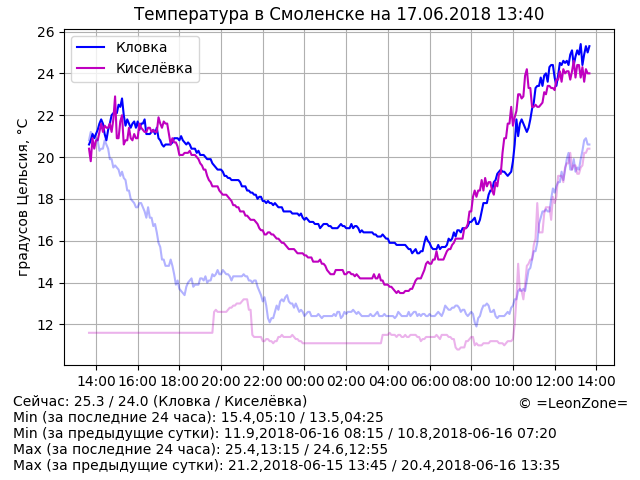 Температура в Смоленске на 17.06.2018 13:40
Кловка
Киселёвка
градусов Цельсия, °C
26
24
22
20
18
16
14
12
14:00 16:00 18:00 20:00 22:00 00:00 02:00 04:00 06:00 08:00 10:00 12:00 14:00
Сейчас: 25.3 / 24.0 (Кловка / Киселёвка)
© =LeonZone=
Min (за последние 24 часа): 15.4,05:10 / 13.5,04:25
Min (за предыдущие сутки): 11.9,2018-06-16 08:15 / 10.8,2018-06-16 07:20
Max (за последние 24 часа): 25.4,13:15 / 24.6,12:55
Max (за предыдущие сутки): 21.2,2018-06-15 13:45 / 20.4,2018-06-16 13:35